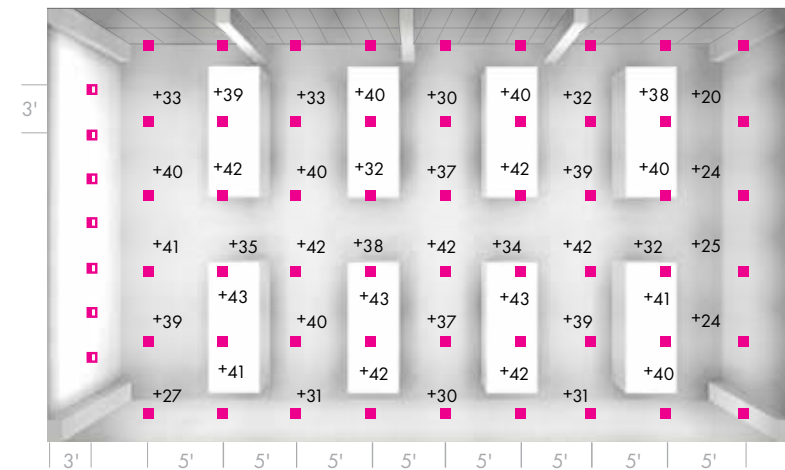 +33 +39 +33 +40 +30 +40 +32 +38 +20
3'
+40 +42 +40 +32 +37 +42 +39 +40 +24
+41 +35 +42 +38 +42 +34 +42 +32 +25
+43 +43 +43 +41
+39 +40 +37 +39 +24
+41 +42 +42 +40
+27 +31 +30 +31
3' 5' 5' 5' 5' 5' 5' 5' 5'